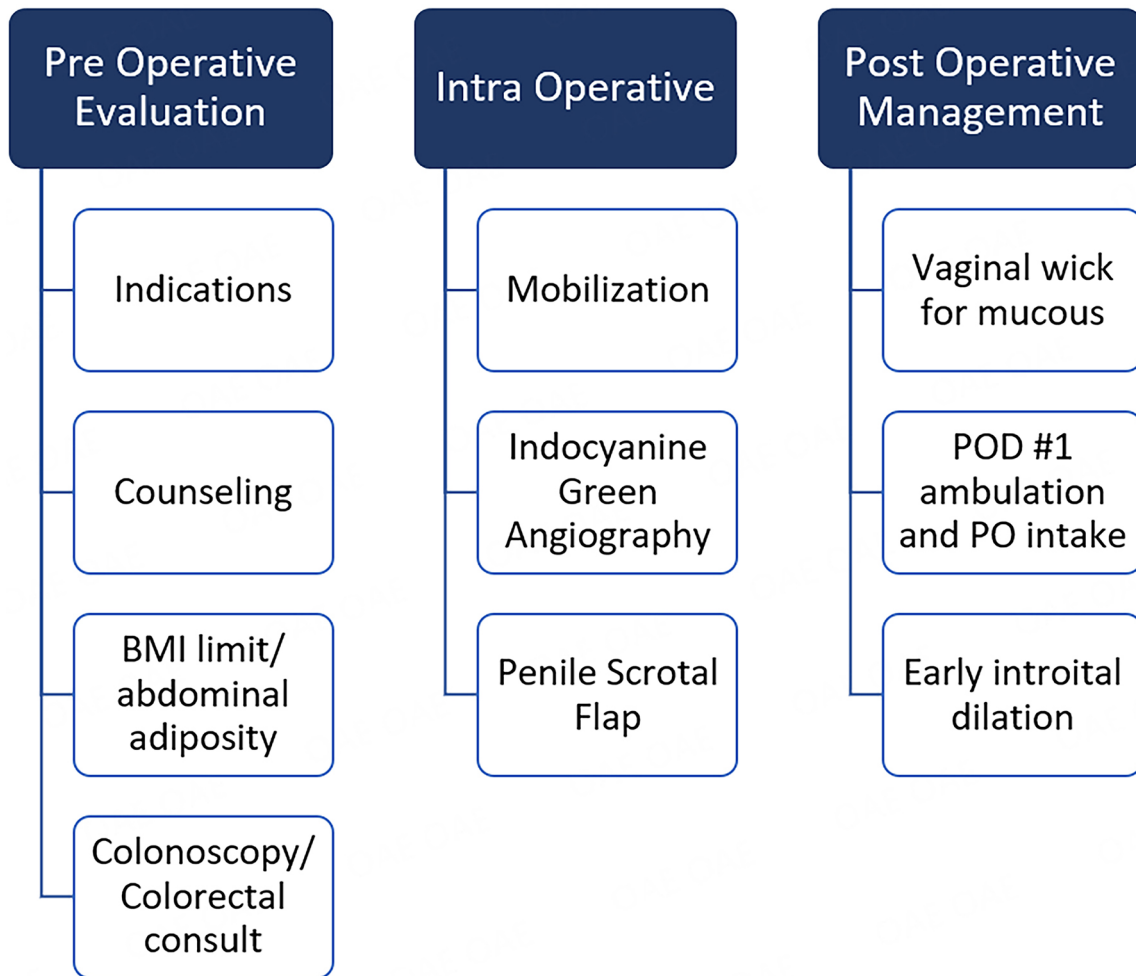 Pre Operative
Evaluation
Indications
Counseling
BMI limit/
abdominal
adiposity
Colonoscopy/
Colorectal
consult
Intra Operative
Mobilization
Indocyanine
Green
Angiography
Penile Scrotal
Flap
Post Operative
Management
Vaginal wick
for mucous
POD #1
ambulation
and PO intake
Early introital
dilation